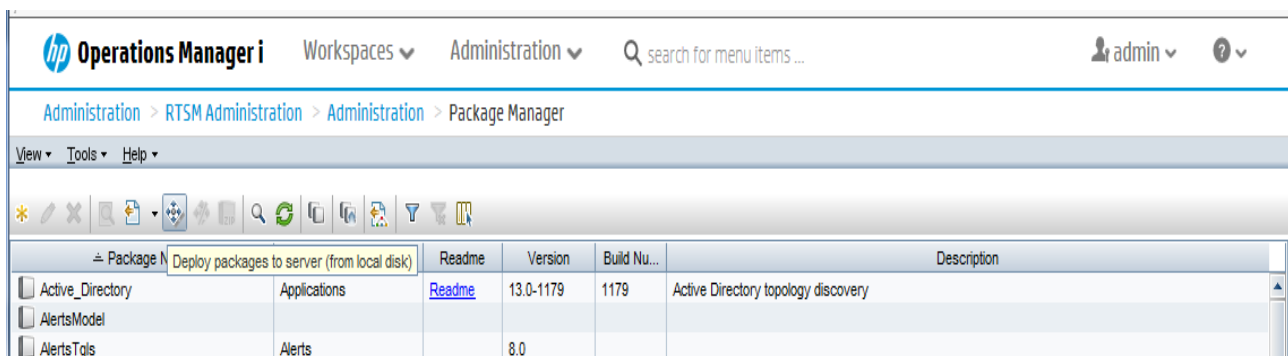 hp Operations Manager i Workspaces Administration search for menu items ... admin ?
Administration > RTSM Administration > Administration > Package Manager
View Tools Help
Package N Deploy packages to server (from local disk) Readme Version Build Nu... Description
Active_Directory Applications Readme 13.0-1179 1179 Active Directory topology discovery
AlertsModel
AlertsTqls Alerts 8.0